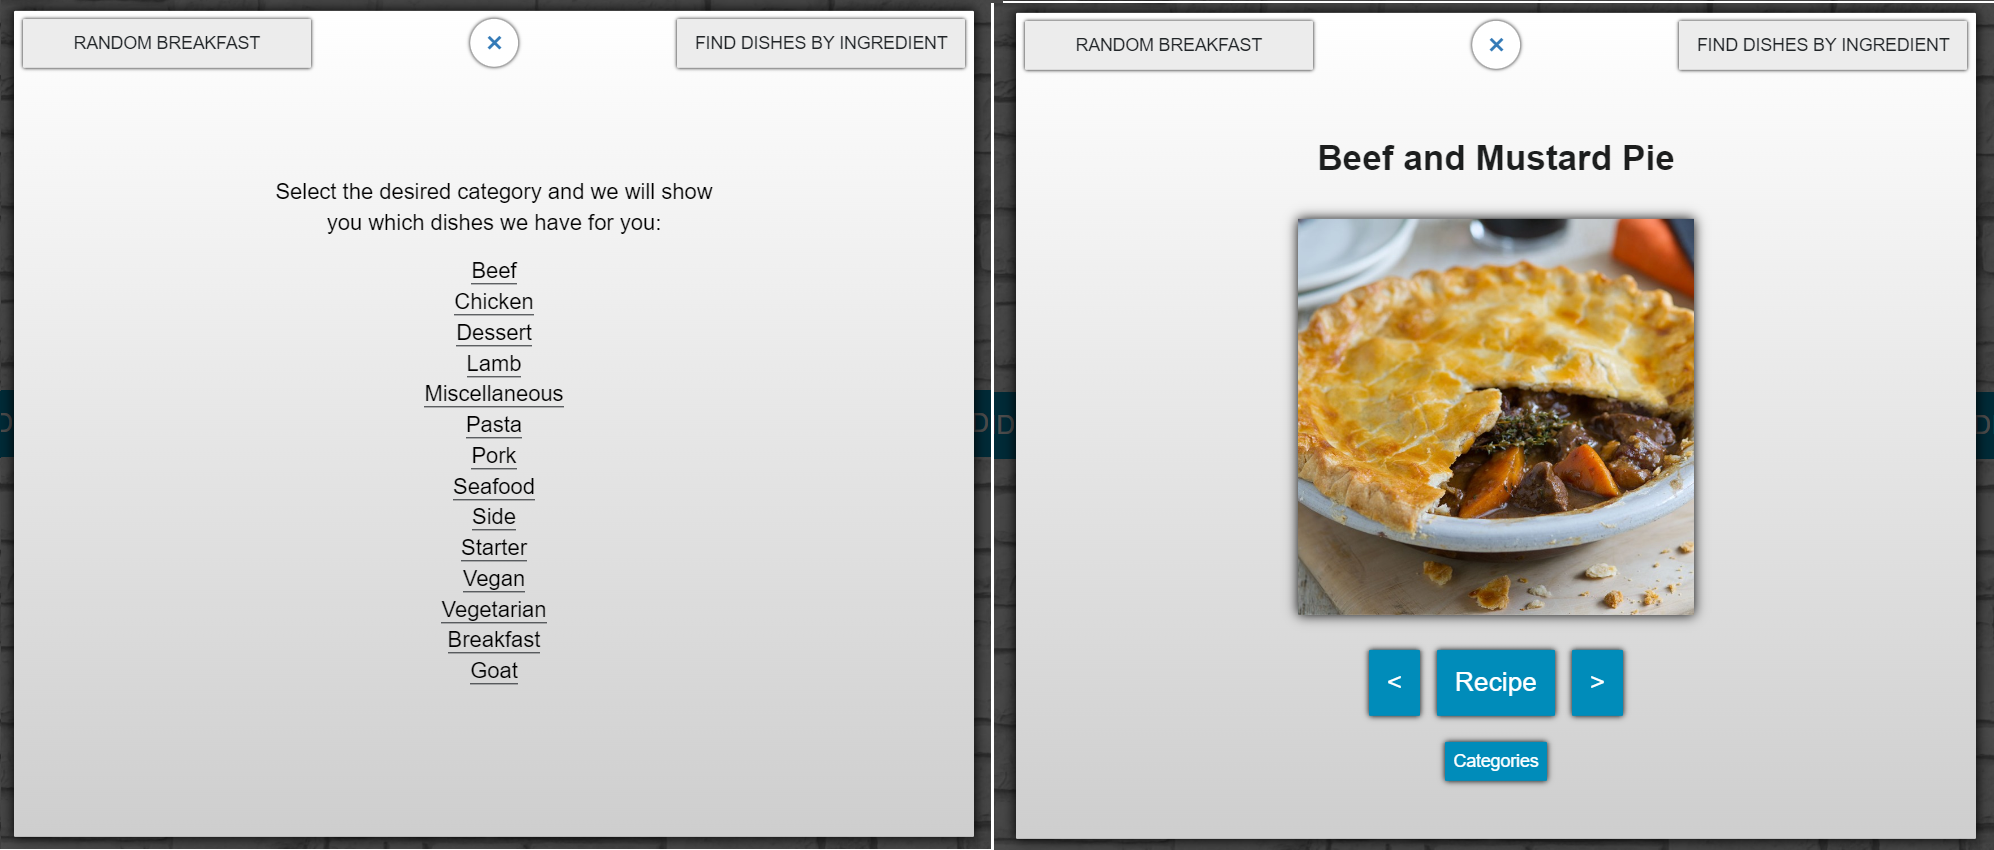 RANDOM BREAKFAST
×
FIND DISHES BY INGREDIENT
Select the desired category and we will show
you which dishes we have for you:
Beef
Chicken
Dessert
Lamb
Miscellaneous
Pasta
Pork
Seafood
Side
Starter
Vegan
Vegetarian
Breakfast
Goat
RANDOM BREAKFAST
×
FIND DISHES BY INGREDIENT
Beef and Mustard Pie
<
Recipe
>
Categories